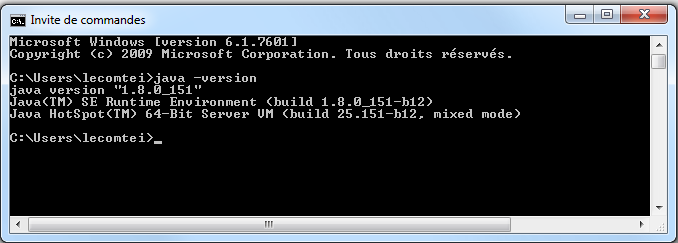 Invite de commandes
Microsoft Windows [version 6.1.7601]
Copyright (c) 2009 Microsoft Corporation. Tous droits réservés.
C:\Users\lecomtei>java -version
java version "1.8.0_151"
Java(TM) SE Runtime Environment (build 1.8.0_151-b12)
Java HotSpot(TM) 64-Bit Server VM (build 25.151-b12, mixed mode)
C:\Users\lecomtei>_